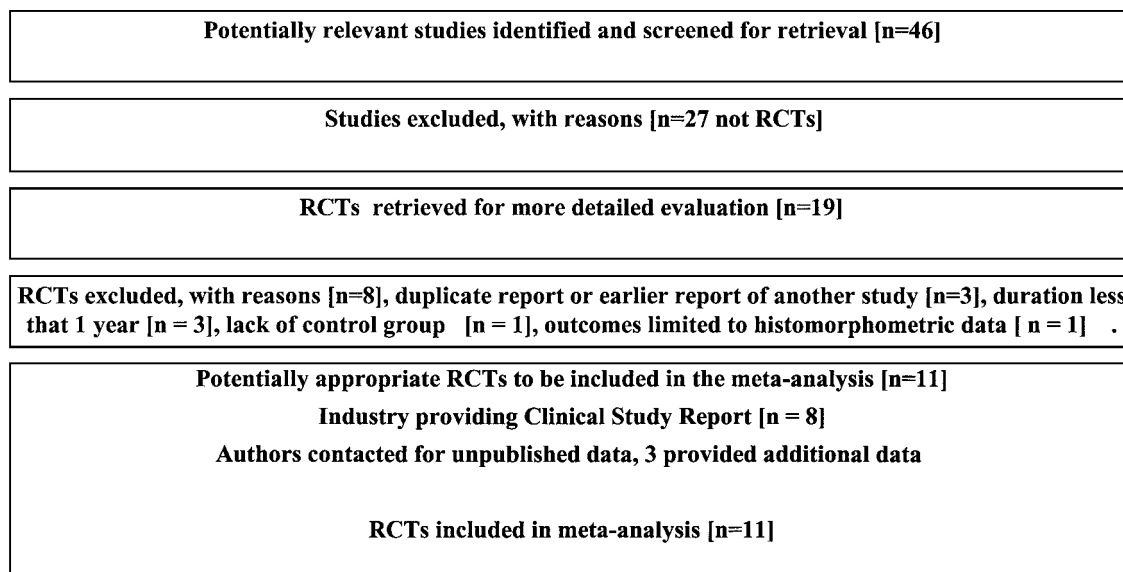 Potentially relevant studies identified and screened for retrieval [n=46]
Studies excluded, with reasons [n=27 not RCTs]
RCTs retrieved for more detailed evaluation [n=19]
RCTs excluded, with reasons [n=8], duplicate report or earlier report of another study [n=3], duration less
that 1 year [n = 3], lack of control group [n = 1], outcomes limited to histomorphometric data [ n = 1] .
Potentially appropriate RCTs to be included in the meta-analysis [n=11]
Industry providing Clinical Study Report [n = 8]
Authors contacted for unpublished data, 3 provided additional data
RCTs included in meta-analysis [n=11]